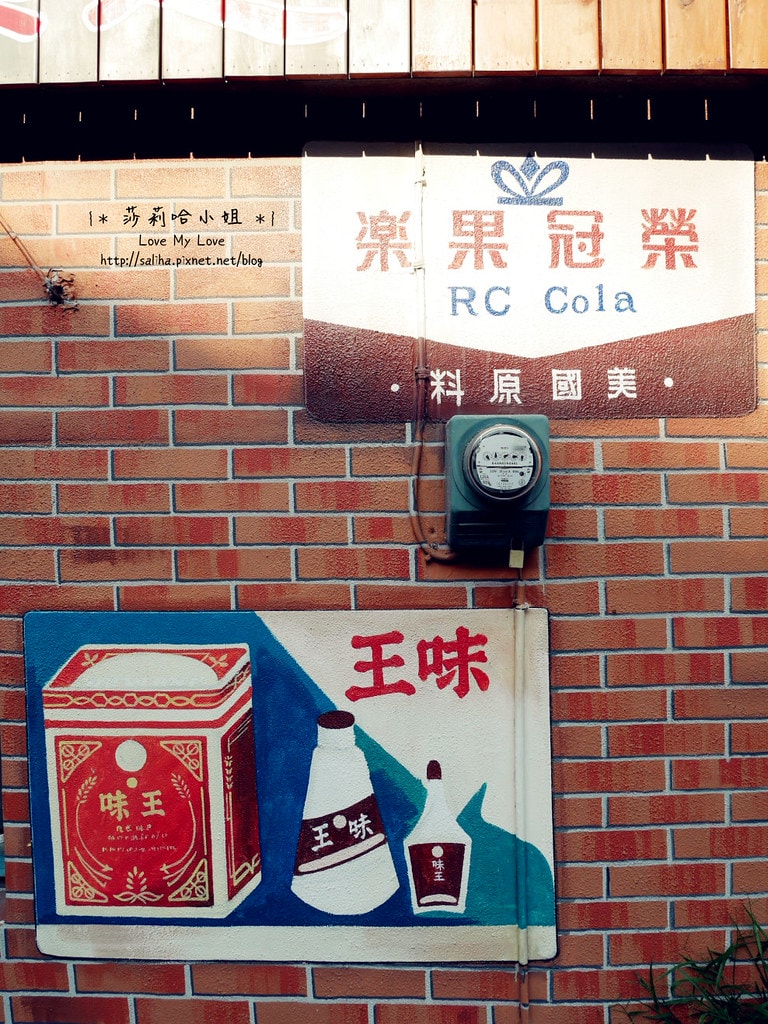 {* 莎莉哈小姐 *}
Love My Love
http://saliha.pixnet.net/blog
榮冠果楽
RC Cola
·美國原料·
味王
味王
味王
味王